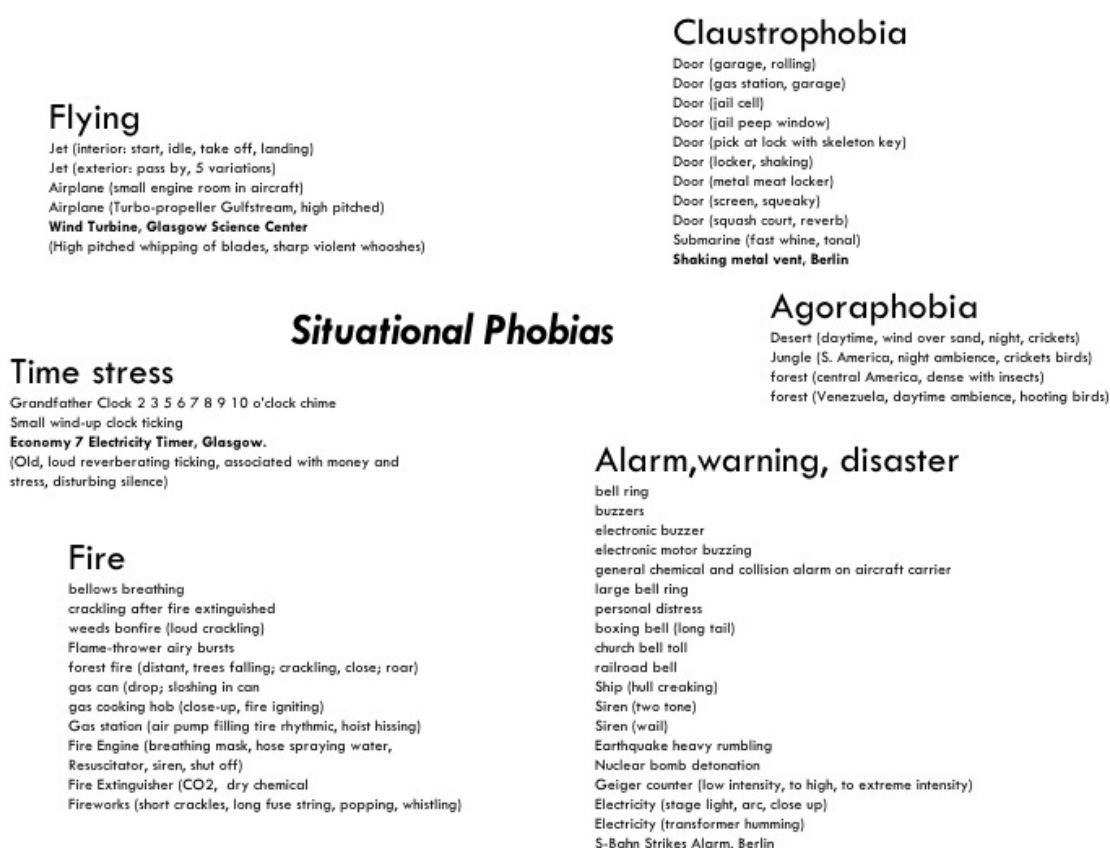 Claustrophobia
Door (garage, rolling)
Door (gas station, garage)
Door (jail cell)
Door (jail peep window)
Door (pick at lock with skeleton key)
Door (locker, shaking)
Door (metal meat locker)
Door (screen, squeaky)
Door (squash court, reverb)
Submarine (fast whine, tonal)
Shaking metal vent, Berlin
Flying
Jet (interior: start, idle, take off, landing)
Jet (exterior: pass by, 5 variations)
Airplane (small engine room in aircraft)
Airplane (Turbo-propeller Gulfstream, high pitched)
Wind Turbine, Glasgow Science Center
(High pitched whipping of blades, sharp violent whooshes)
Situational Phobias
Agoraphobia
Desert (daytime, wind over sand, night, crickets)
Jungle (S. America, night ambience, crickets birds)
forest (central America, dense with insects)
forest (Venezuela, daytime ambience, hooting birds)
Time stress
Grandfather Clock 2 3 5 6 7 8 9 10 o'clock chime
Small wind-up clock ticking
Economy 7 Electricity Timer, Glasgow.
(Old, loud reverberating ticking, associated with money and
stress, disturbing silence)
Alarm,warning, disaster
bell ring
buzzers
electronic buzzer
electronic motor buzzing
general chemical and collision alarm on aircraft carrier
large bell ring
personal distress
boxing bell (long tail)
church bell toll
railroad bell
Ship (hull creaking)
Siren (two tone)
Siren (wail)
Earthquake heavy rumbling
Nuclear bomb detonation
Geiger counter (low intensity, to high, to extreme intensity)
Electricity (stage light, arc, close up)
Electricity (transformer humming)
S-Bahn Strikes Alarm, Berlin
Fire
bellows breathing
crackling after fire extinguished
weeds bonfire (loud crackling)
Flame-thrower airy bursts
forest fire (distant, trees falling; crackling, close; roar)
gas can (drop; sloshing in can
gas cooking hob (close-up, fire igniting)
Gas station (air pump filling tire rhythmic, hoist hissing)
Fire Engine (breathing mask, hose spraying water,
Resuscitator, siren, shut off)
Fire Extinguisher (CO2,  dry chemical
Fireworks (short crackles, long fuse string, popping, whistling)